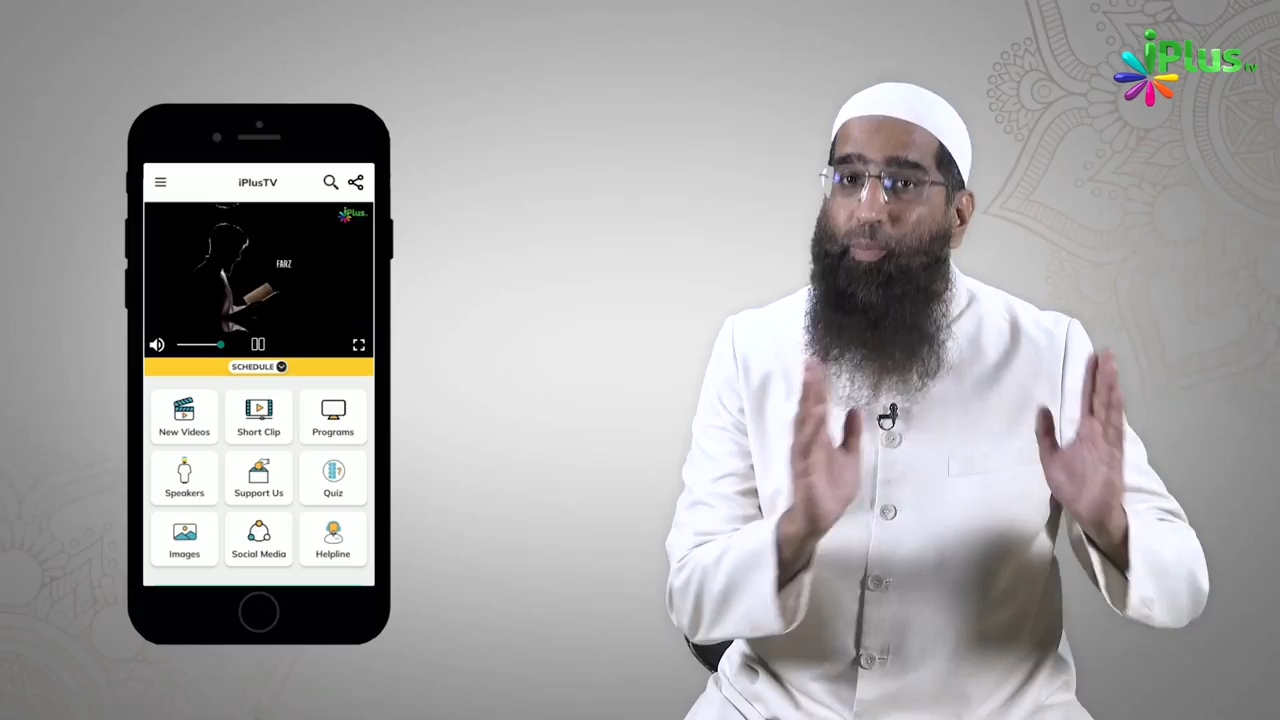 iPlus tv
iPlusTV
iPlus
FARZ
SCHEDULE
New Videos
Short Clip
Programs
Speakers
Support Us
Quiz
Images
Social Media
Helpline